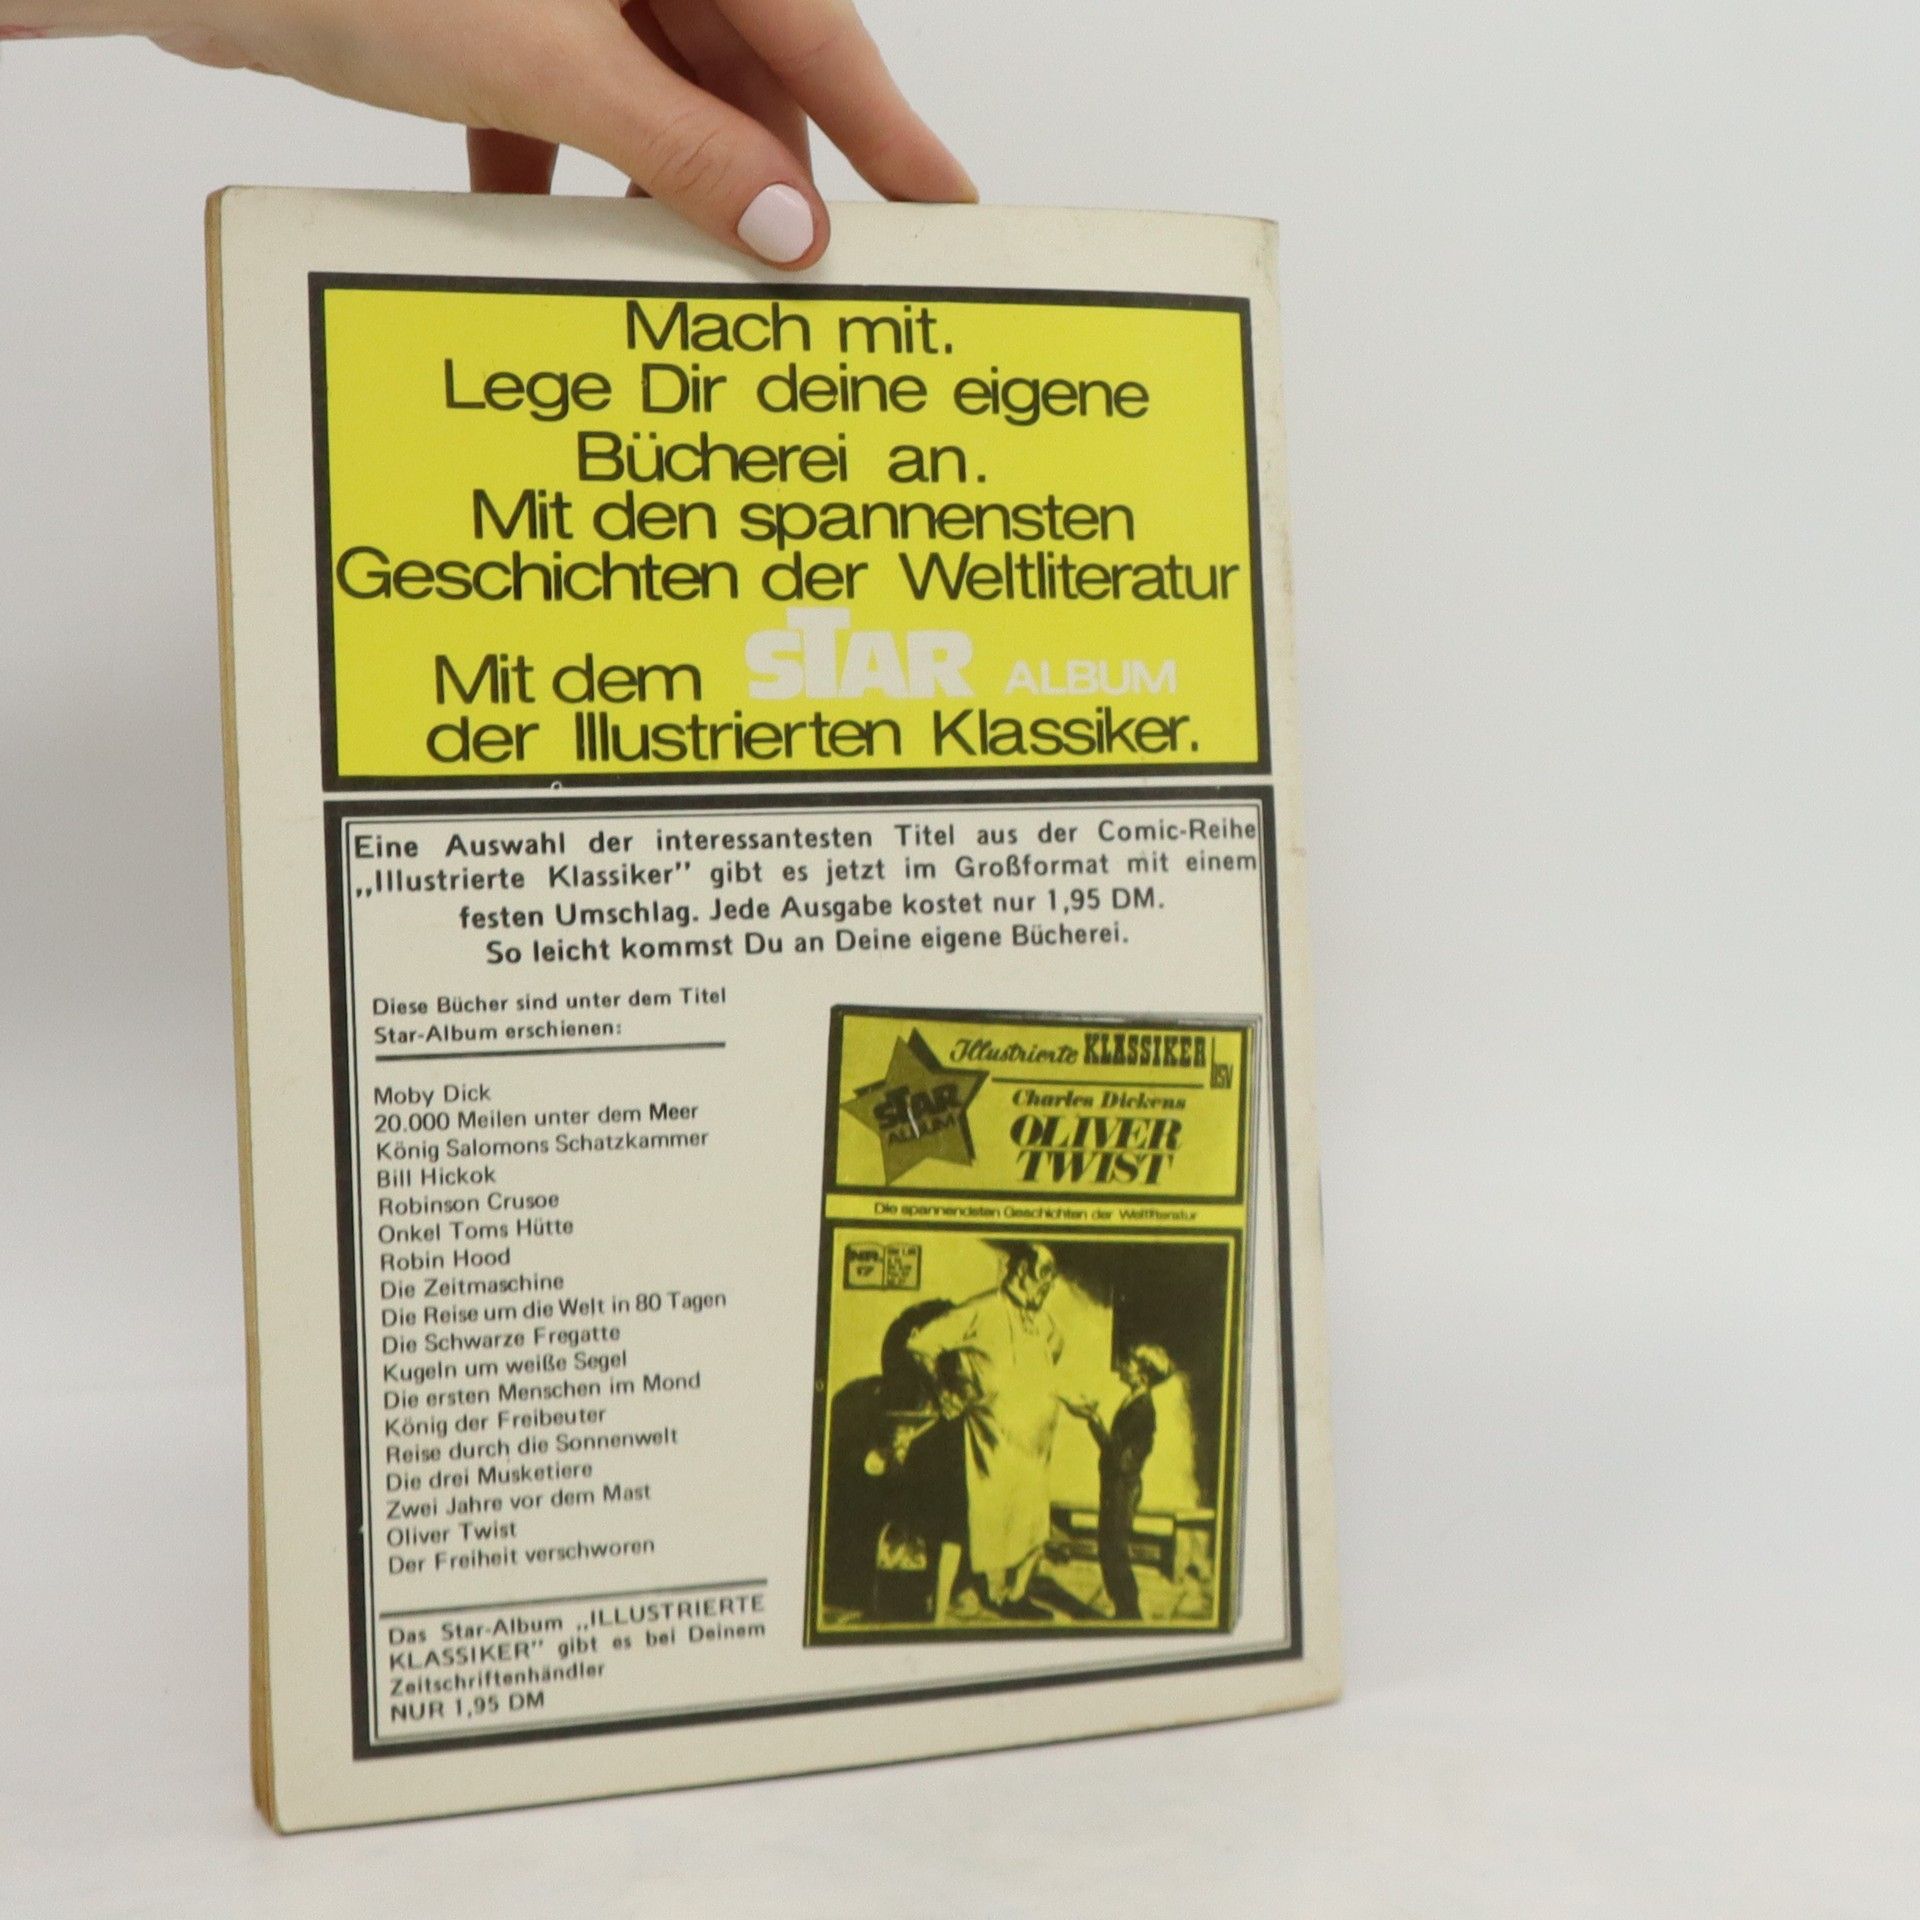 Mach mit.
Lege Dir deine eigene
Bücherei an.
Mit den spannensten
Geschichten der Weltliteratur
Mit dem STAR ALBUM
der Illustrierten Klassiker.
Eine Auswahl der interessantesten Titel aus der Comic-Reihe
„Illustrierte Klassiker” gibt es jetzt im Großformat mit einem
festen Umschlag. Jede Ausgabe kostet nur 1,95 DM.
So leicht kommst Du an Deine eigene Bücherei.
Diese Bücher sind unter dem Titel
Star-Album erschienen:
Moby Dick
20.000 Meilen unter dem Meer
König Salomons Schatzkammer
Bill Hickok
Robinson Crusoe
Onkel Toms Hütte
Robin Hood
Die Zeitmaschine
Die Reise um die Welt in 80 Tagen
Die Schwarze Fregatte
Kugeln um weiße Segel
Die ersten Menschen im Mond
König der Freibeuter
Reise durch die Sonnenwelt
Die drei Musketiere
Zwei Jahre vor dem Mast
Oliver Twist
Der Freiheit verschworen
Das Star-Album „ILLUSTRIERTE
KLASSIKER” gibt es bei Deinem
Zeitschriftenhändler
NUR 1,95 DM
Illustrierte KLASSIKER
bsv
STAR
ALBUM
Charles Dickens
OLIVER
TWIST
Die spannendsten Geschichten der Weltliteratur
NR.
17